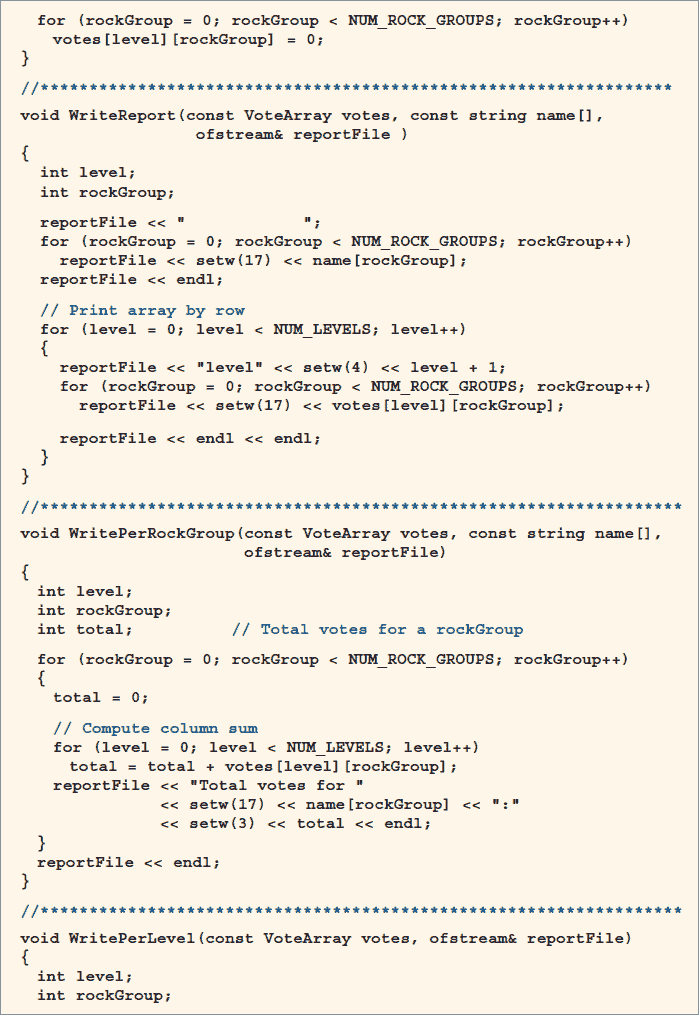 for (rockGroup = 0; rockGroup < NUM_ROCK_GROUPS; rockGroup++)
votes[level][rockGroup] = 0;
}
//*****************************************************************
void WriteReport(const VoteArray votes, const string name[],
ofstream& reportFile )
{
int level;
int rockGroup;
reportFile << "            ";
for (rockGroup = 0; rockGroup < NUM_ROCK_GROUPS; rockGroup++)
reportFile << setw(17) << name[rockGroup];
reportFile << endl;
// Print array by row
for (level = 0; level < NUM_LEVELS; level++)
{
reportFile << "level" << setw(4) << level + 1;
for (rockGroup = 0; rockGroup < NUM_ROCK_GROUPS; rockGroup++)
reportFile << setw(17) << votes[level][rockGroup];
reportFile << endl << endl;
}
}
//******************************************************************
void WritePerRockGroup(const VoteArray votes, const string name[],
ofstream& reportFile)
{
int level;
int rockGroup;
int total;          // Total votes for a rockGroup
for (rockGroup = 0; rockGroup < NUM_ROCK_GROUPS; rockGroup++)
{
total = 0;
// Compute column sum
for (level = 0; level < NUM_LEVELS; level++)
total = total + votes[level][rockGroup];
reportFile << "Total votes for "
<< setw(17) << name[rockGroup] << ":"
<< setw(3) << total << endl;
}
reportFile << endl;
}
//******************************************************************
void WritePerLevel(const VoteArray votes, ofstream& reportFile)
{
int level;
int rockGroup;